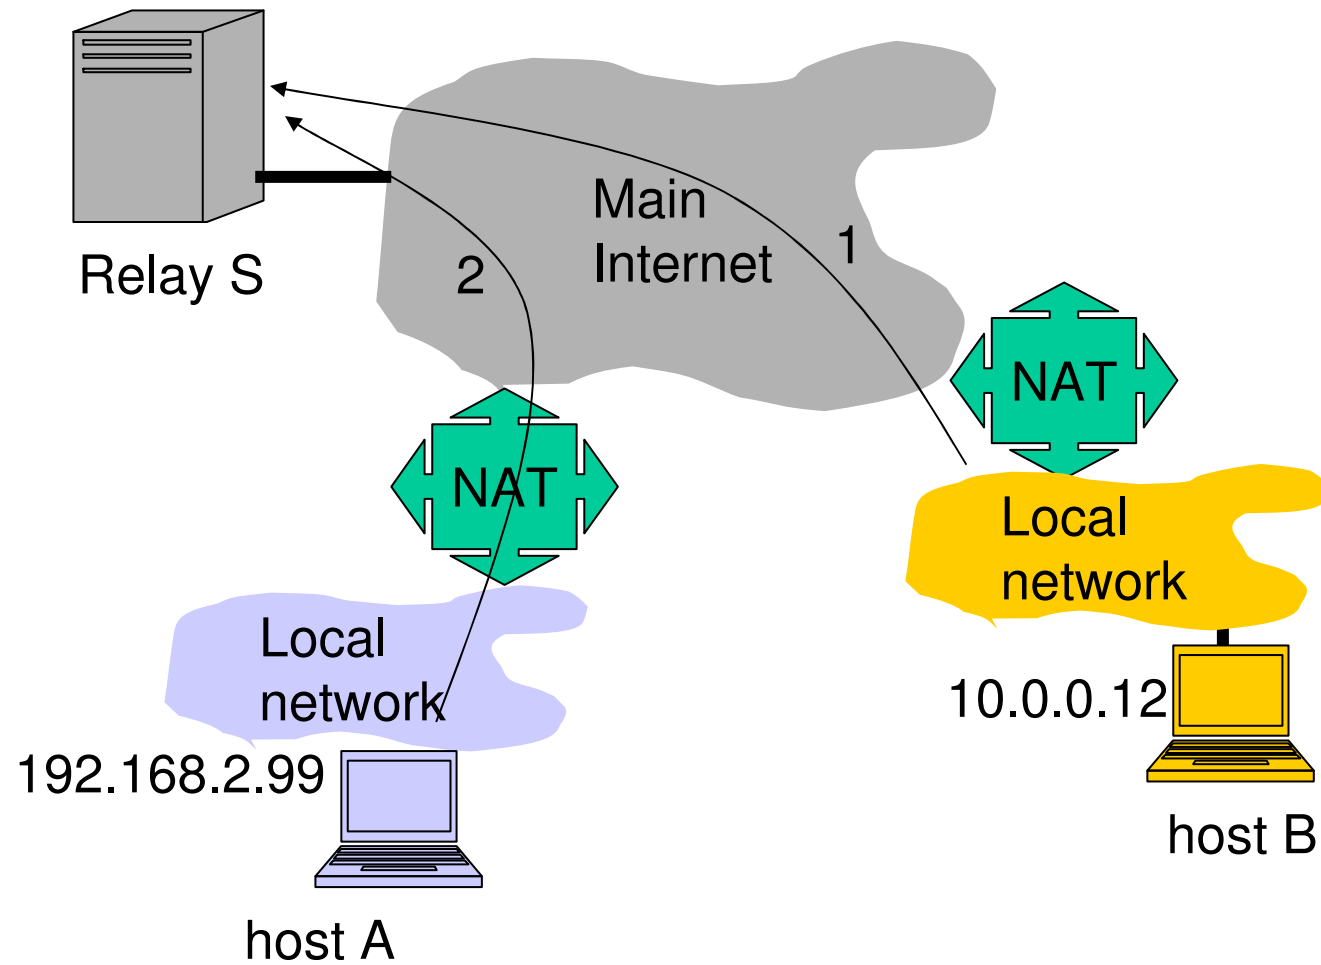 Main
Internet
1
Relay S
2
NAT
NAT
Local
network
Local
network
10.0.0.12
192.168.2.99
host B
host A